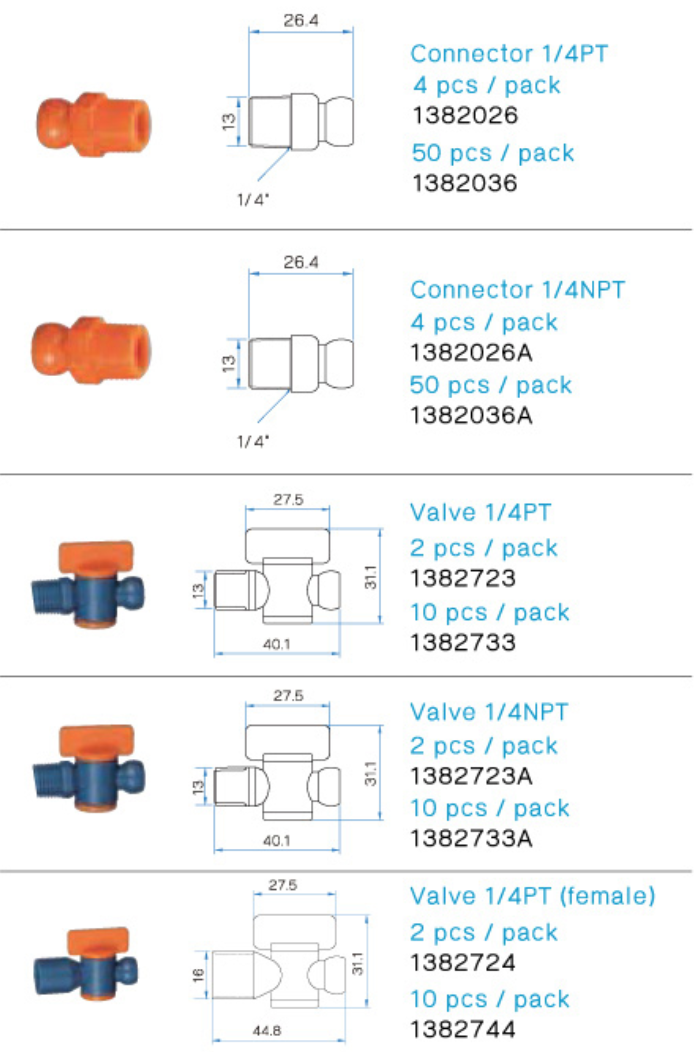 26.4
13
1/4"
Connector 1/4PT
4 pcs / pack
1382026
50 pcs / pack
1382036
26.4
13
1/4"
Connector 1/4NPT
4 pcs / pack
1382026A
50 pcs / pack
1382036A
27.5
13
31.1
40.1
Valve 1/4PT
2 pcs / pack
1382723
10 pcs / pack
1382733
27.5
13
31.1
40.1
Valve 1/4NPT
2 pcs / pack
1382723A
10 pcs / pack
1382733A
27.5
16
31.1
44.8
Valve 1/4PT (female)
2 pcs / pack
1382724
10 pcs / pack
1382744